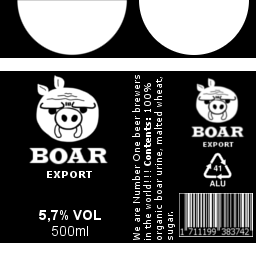 BOAR
EXPORT
5,7% VOL
500ml
We are Number One beer brewers
in the world!!! Contents: 100%
organic boar urine, malted wheat,
sugar.
BOAR
EXPORT
41
ALU
1"711199"383742"